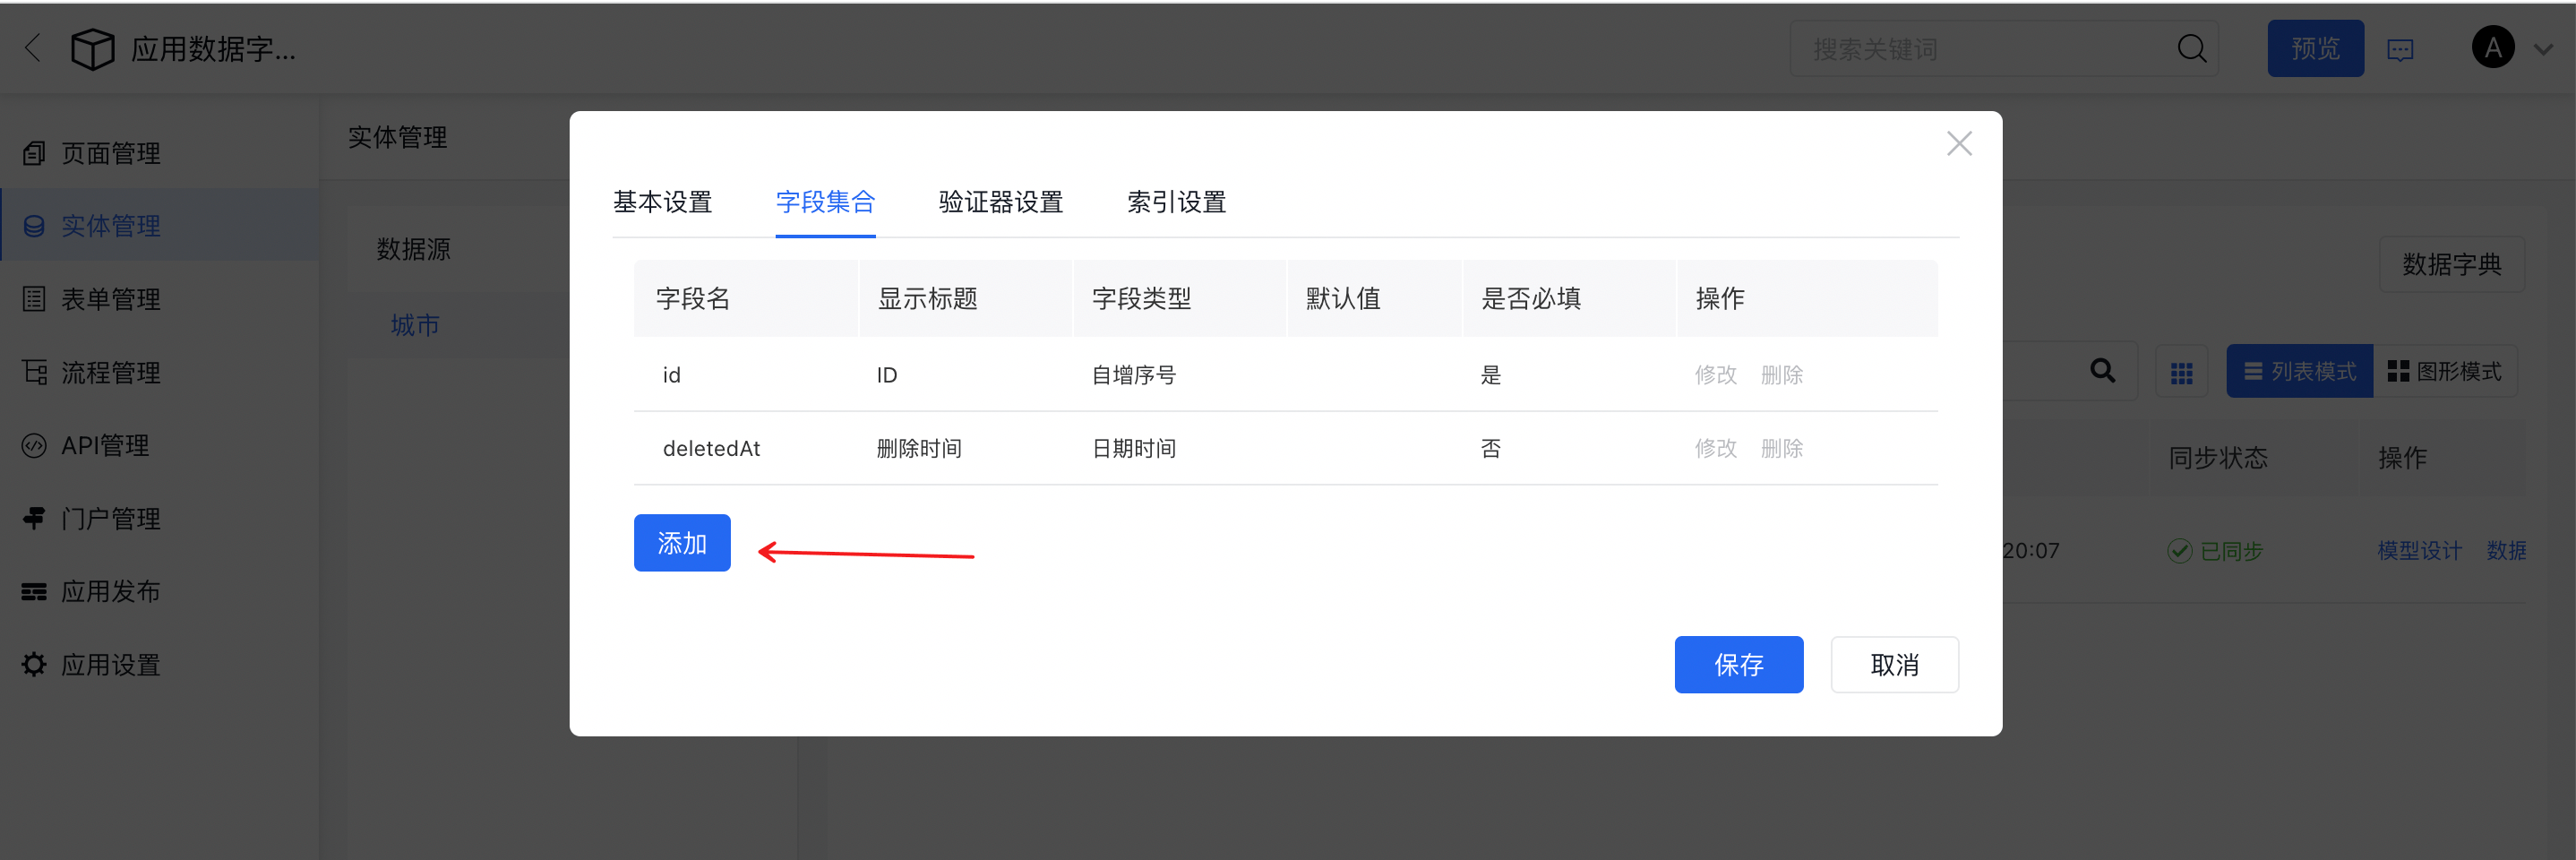 应用数据字...
搜索关键词
预览
A
页面管理
实体管理
表单管理
流程管理
API管理
门户管理
应用发布
应用设置
实体管理
数据源
城市
基本设置 字段集合 验证器设置 索引设置
字段名 显示标题 字段类型 默认值 是否必填 操作
id ID 自增序号 是 修改 删除
deletedAt 删除时间 日期时间 否 修改 删除
添加
保存 取消
数据字典
列表模式 图形模式
同步状态 操作
20:07 已同步 模型设计 数据